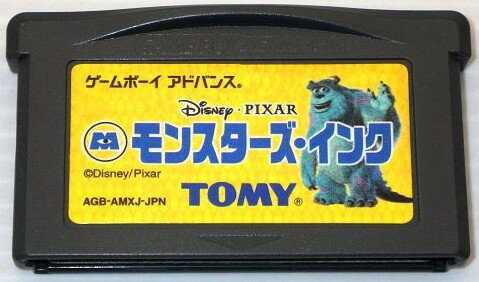 ゲームボーイ アドバンス®
Disney · PIXAR
M モンスターズ・インク
©Disney/Pixar
TOMY®
AGB-AMXJ-JPN